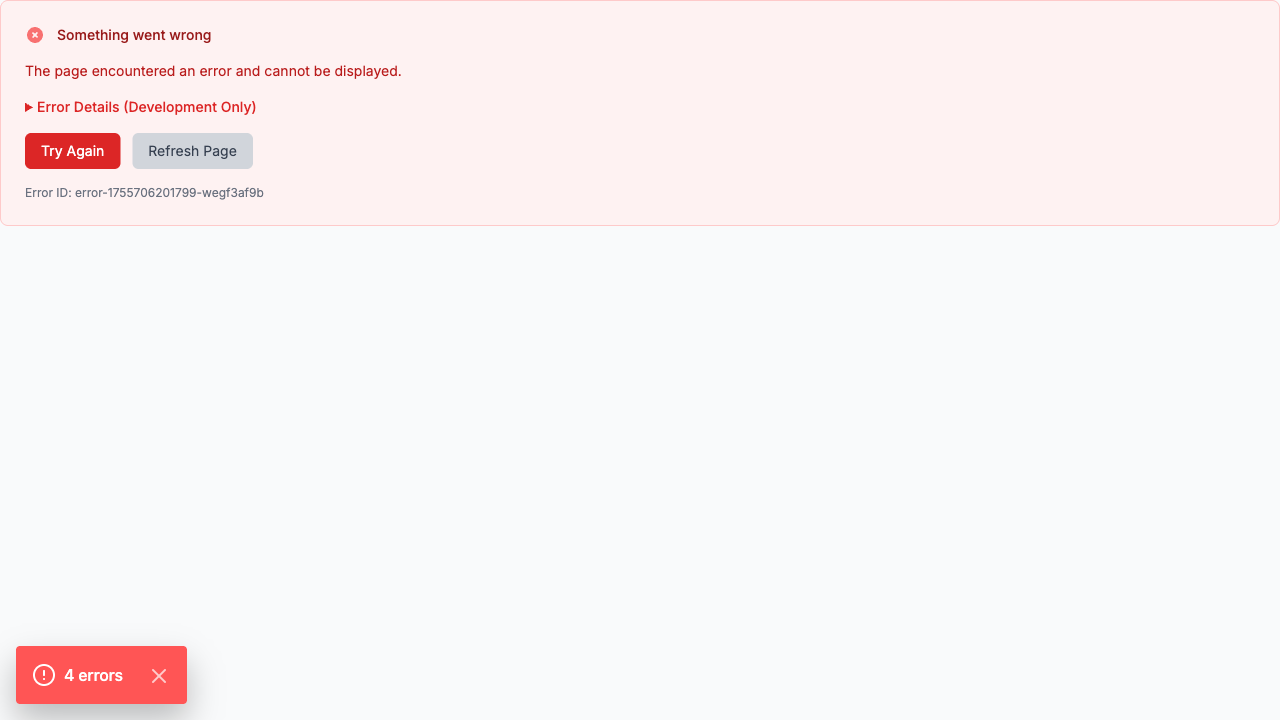 Something went wrong
The page encountered an error and cannot be displayed.
Error Details (Development Only)
Try Again
Refresh Page
Error ID: error-1755706201799-wegf3af9b
4 errors